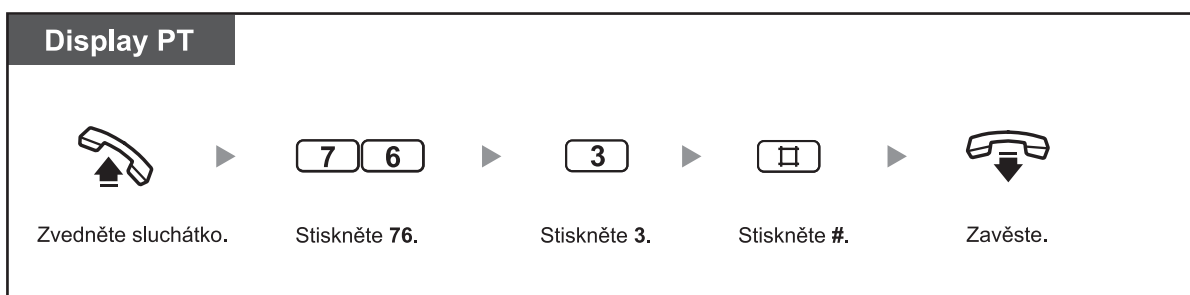 Display PT
7 6 3 #
Zvedněte sluchátko. Stiskněte 76. Stiskněte 3. Stiskněte #. Zavěste.